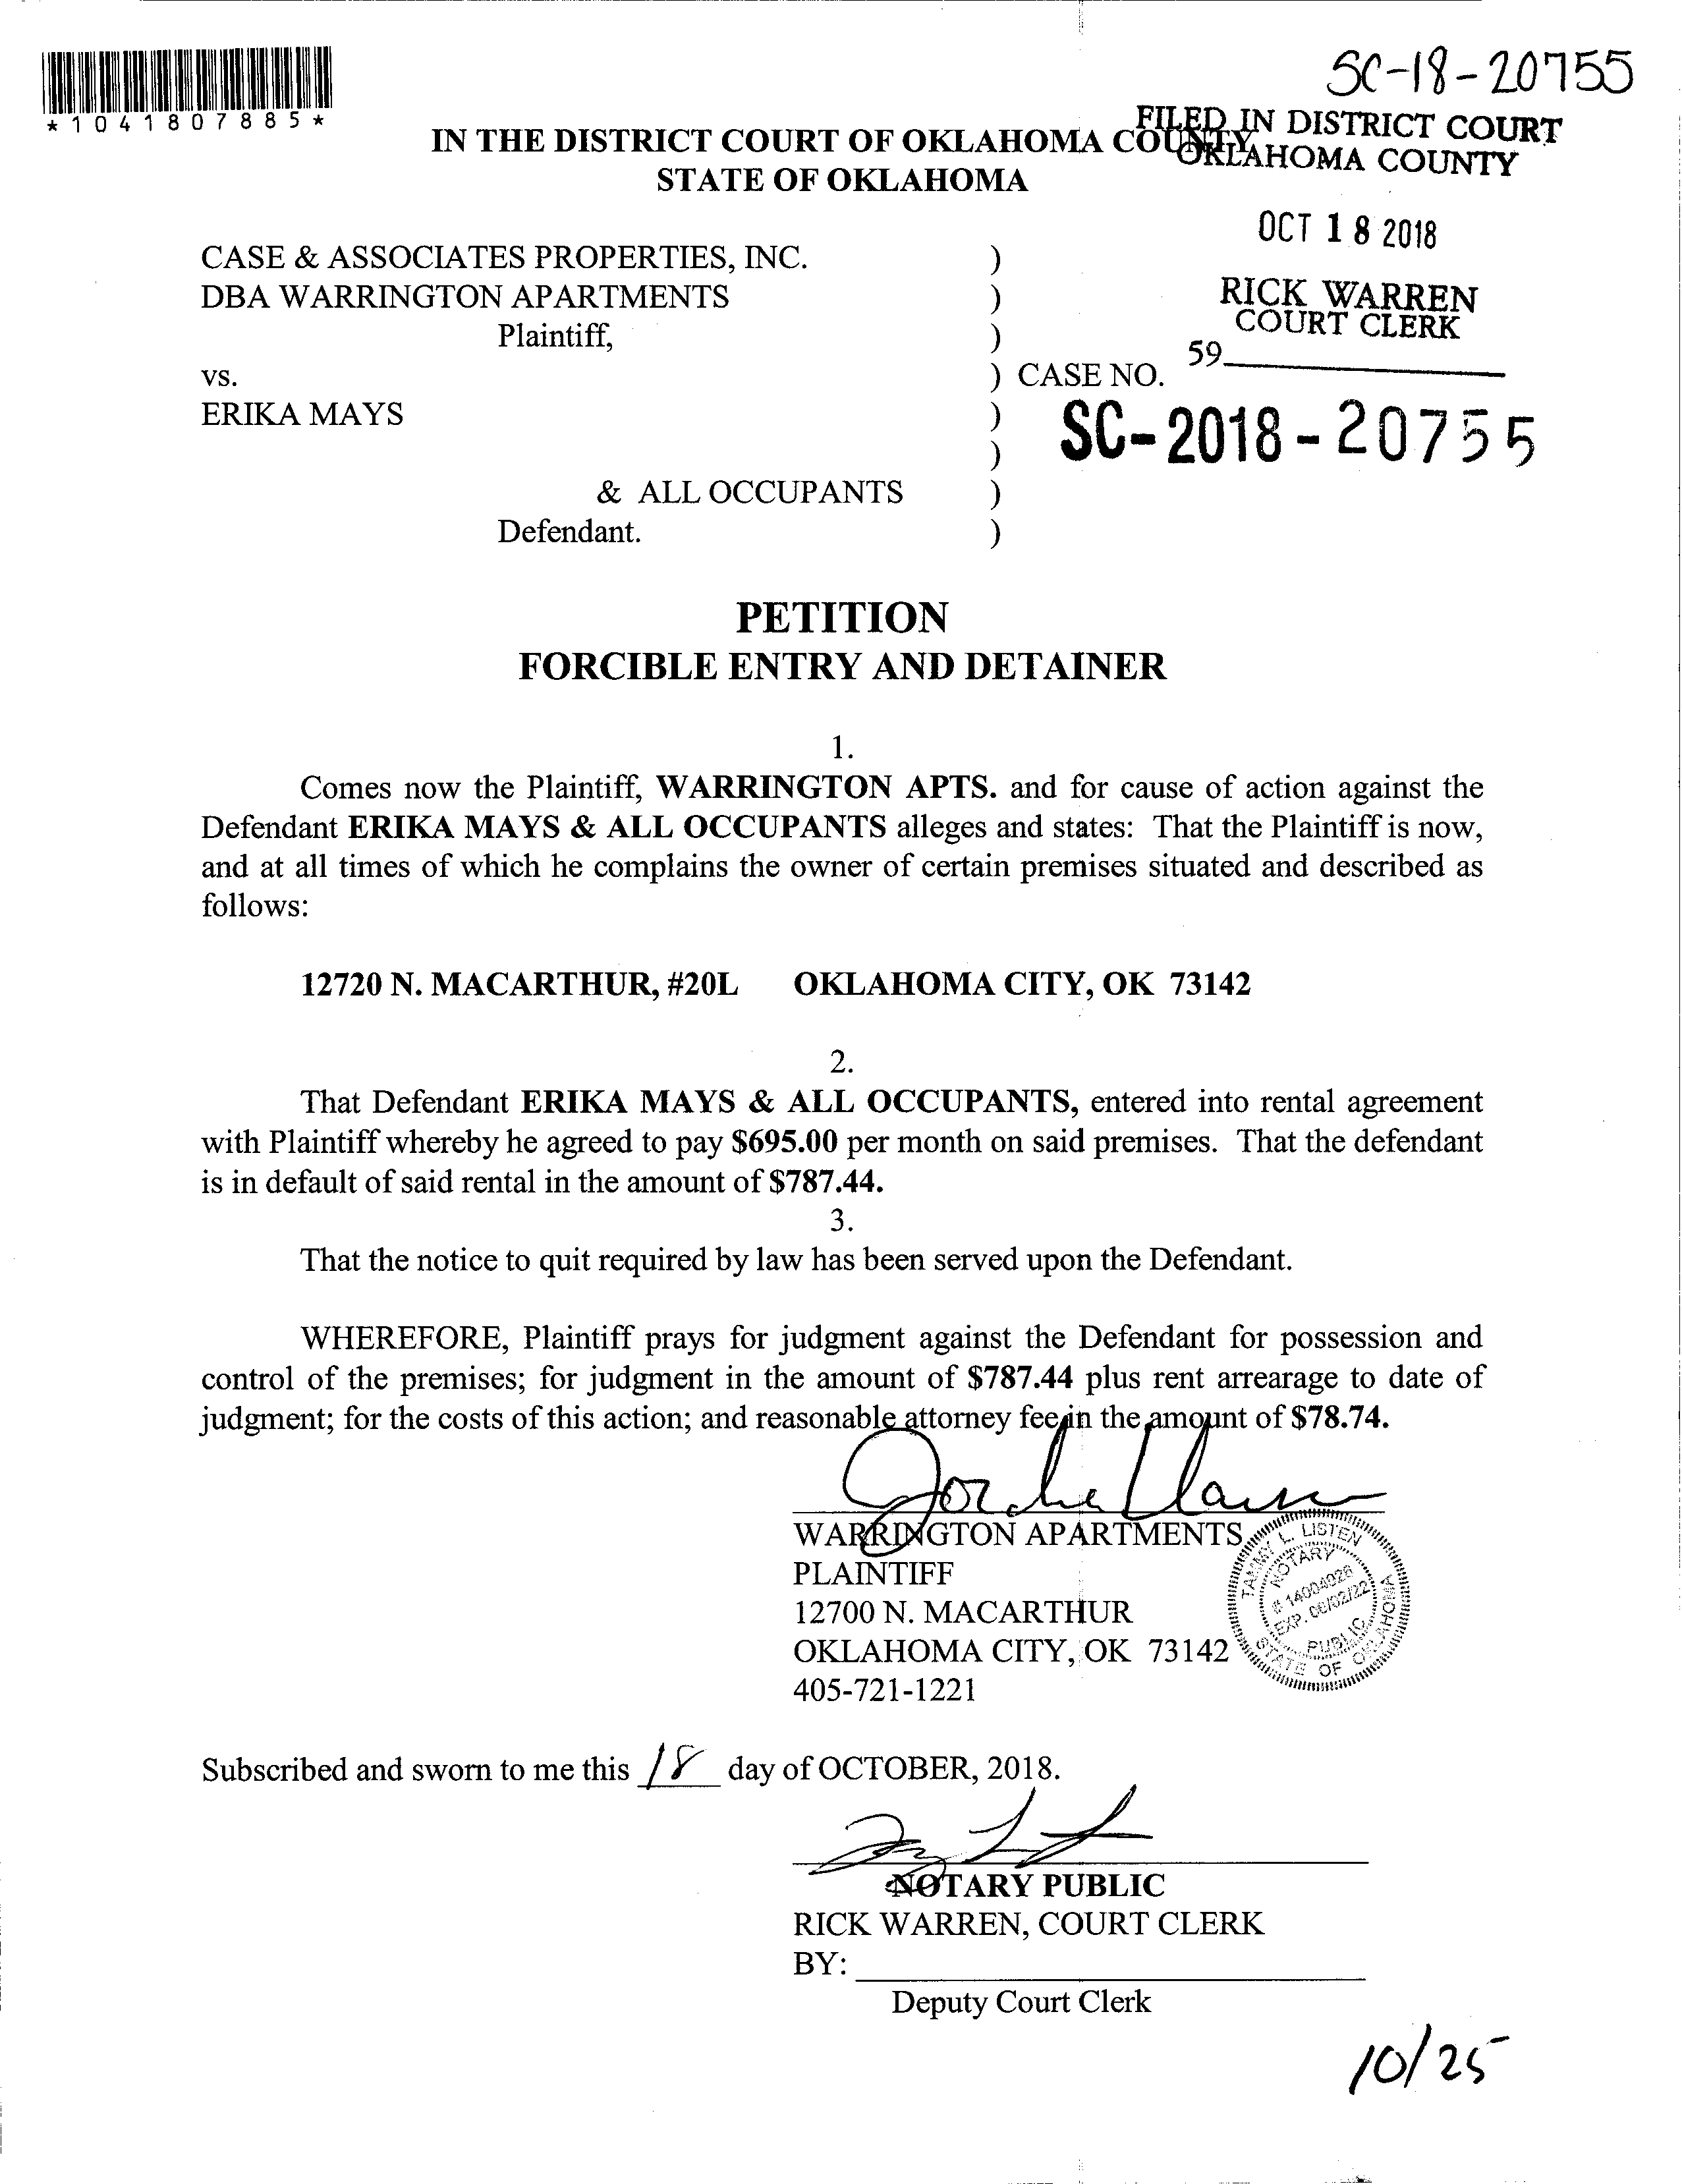 SC-18-20755
*1041807885*
FILED IN DISTRICT COURT
OKLAHOMA COUNTY
IN THE DISTRICT COURT OF OKLAHOMA COUNTY
STATE OF OKLAHOMA
OCT 18 2018
RICK WARREN
COURT CLERK
59
CASE & ASSOCIATES PROPERTIES, INC. )
DBA WARRINGTON APARTMENTS )
Plaintiff, )
vs. ) CASE NO.
ERIKA MAYS )
SC-2018-20755
)
& ALL OCCUPANTS )
Defendant. )
PETITION
FORCIBLE ENTRY AND DETAINER
1.
Comes now the Plaintiff, WARRINGTON APTS. and for cause of action against the
Defendant ERIKA MAYS & ALL OCCUPANTS alleges and states: That the Plaintiff is now,
and at all times of which he complains the owner of certain premises situated and described as
follows:
12720 N. MACARTHUR, #20L OKLAHOMA CITY, OK 73142
2.
That Defendant ERIKA MAYS & ALL OCCUPANTS, entered into rental agreement
with Plaintiff whereby he agreed to pay $695.00 per month on said premises. That the defendant
is in default of said rental in the amount of $787.44.
3.
That the notice to quit required by law has been served upon the Defendant.
WHEREFORE, Plaintiff prays for judgment against the Defendant for possession and
control of the premises; for judgment in the amount of $787.44 plus rent arrearage to date of
judgment; for the costs of this action; and reasonable attorney fee in the amount of $78.74.
WARRINGTON APARTMENTS
PLAINTIFF
12700 N. MACARTHUR
OKLAHOMA CITY, OK 73142
405-721-1221
TAMMY L. LISTEN
NOTARY
# 14004028
EXP. 06/02/22
PUBLIC
STATE OF OKLAHOMA
Subscribed and sworn to me this 18 day of OCTOBER, 2018.
NOTARY PUBLIC
RICK WARREN, COURT CLERK
BY:
Deputy Court Clerk
10/25